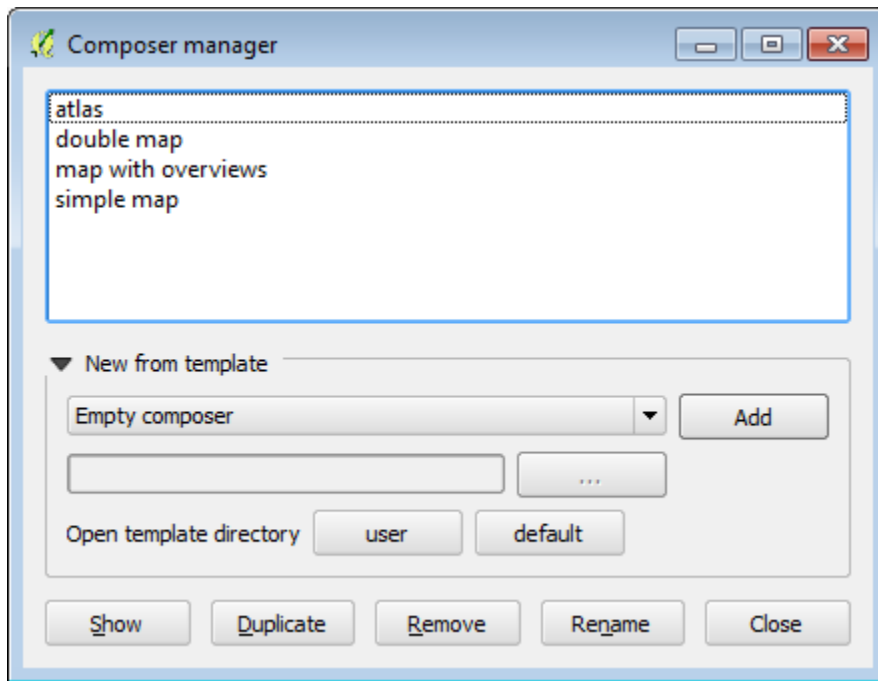 Composer manager
atlas
double map
map with overviews
simple map
New from template
Empty composer Add
...
Open template directory user default
Show Duplicate Remove Rename Close